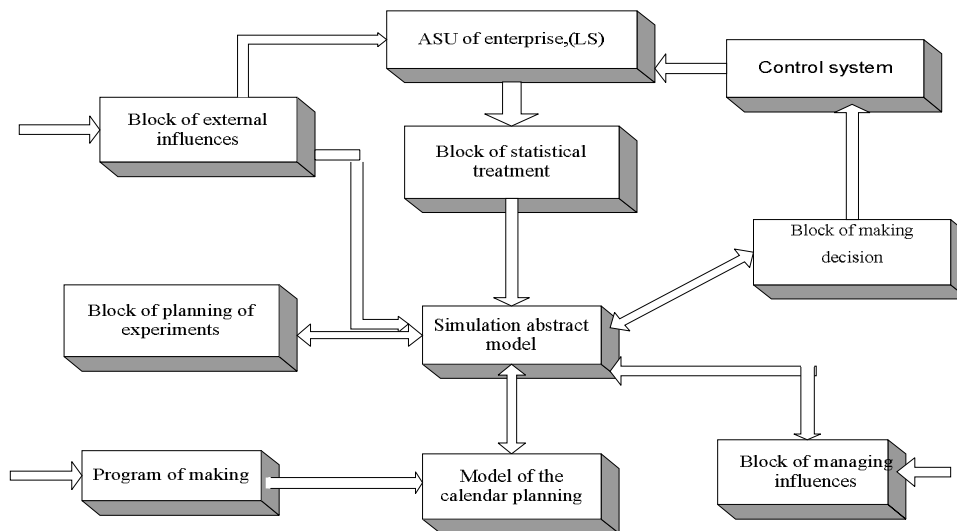 ASU of enterprise,(LS)
Control system
Block of external
influences
Block of statistical
treatment
Block of making
decision
Block of planning of
experiments
Simulation abstract
model
Program of making
Model of the
calendar planning
Block of managing
influences